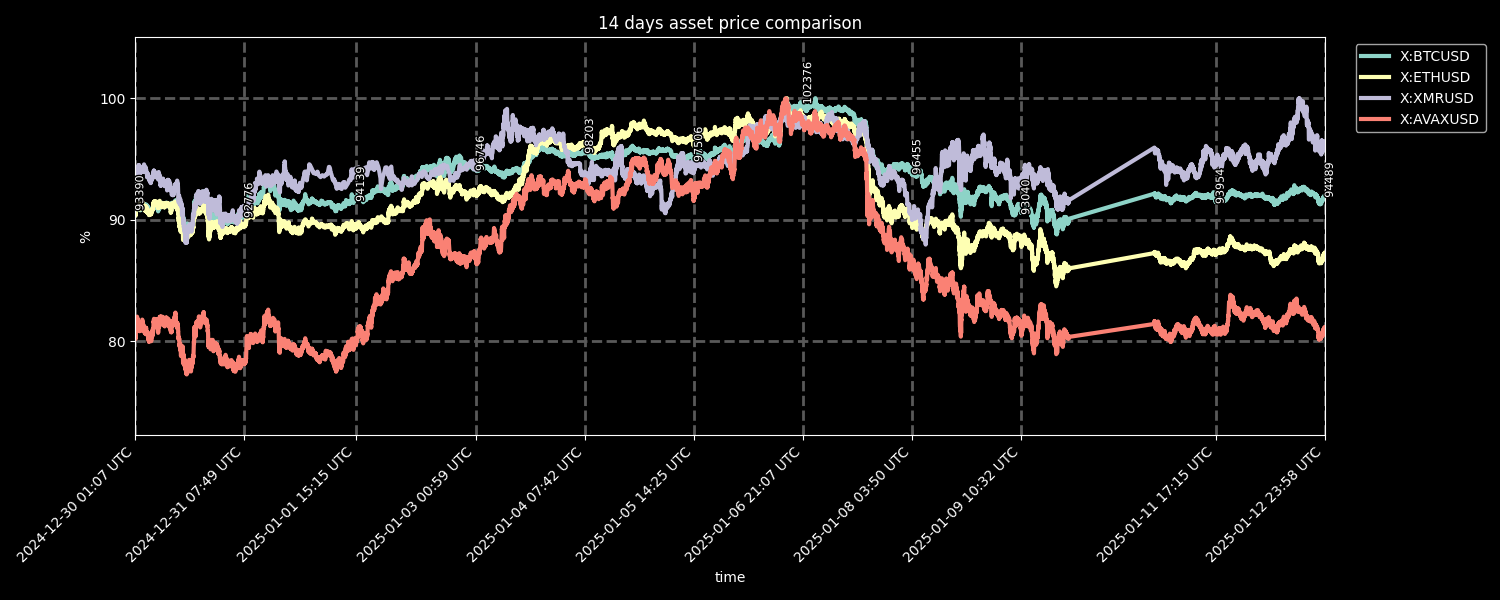 14 days asset price comparison
X:BTCUSD
X:ETHUSD
X:XMRUSD
X:AVAXUSD
100
90
80
%
93390
92776
94139
96746
98203
97506
102376
96455
93040
93954
94489
2024-12-30 01:07 UTC
2024-12-31 07:49 UTC
2025-01-01 15:15 UTC
2025-01-03 00:59 UTC
2025-01-04 07:42 UTC
2025-01-05 14:25 UTC
2025-01-06 21:07 UTC
2025-01-08 03:50 UTC
2025-01-09 10:32 UTC
2025-01-11 17:15 UTC
2025-01-12 23:58 UTC
time